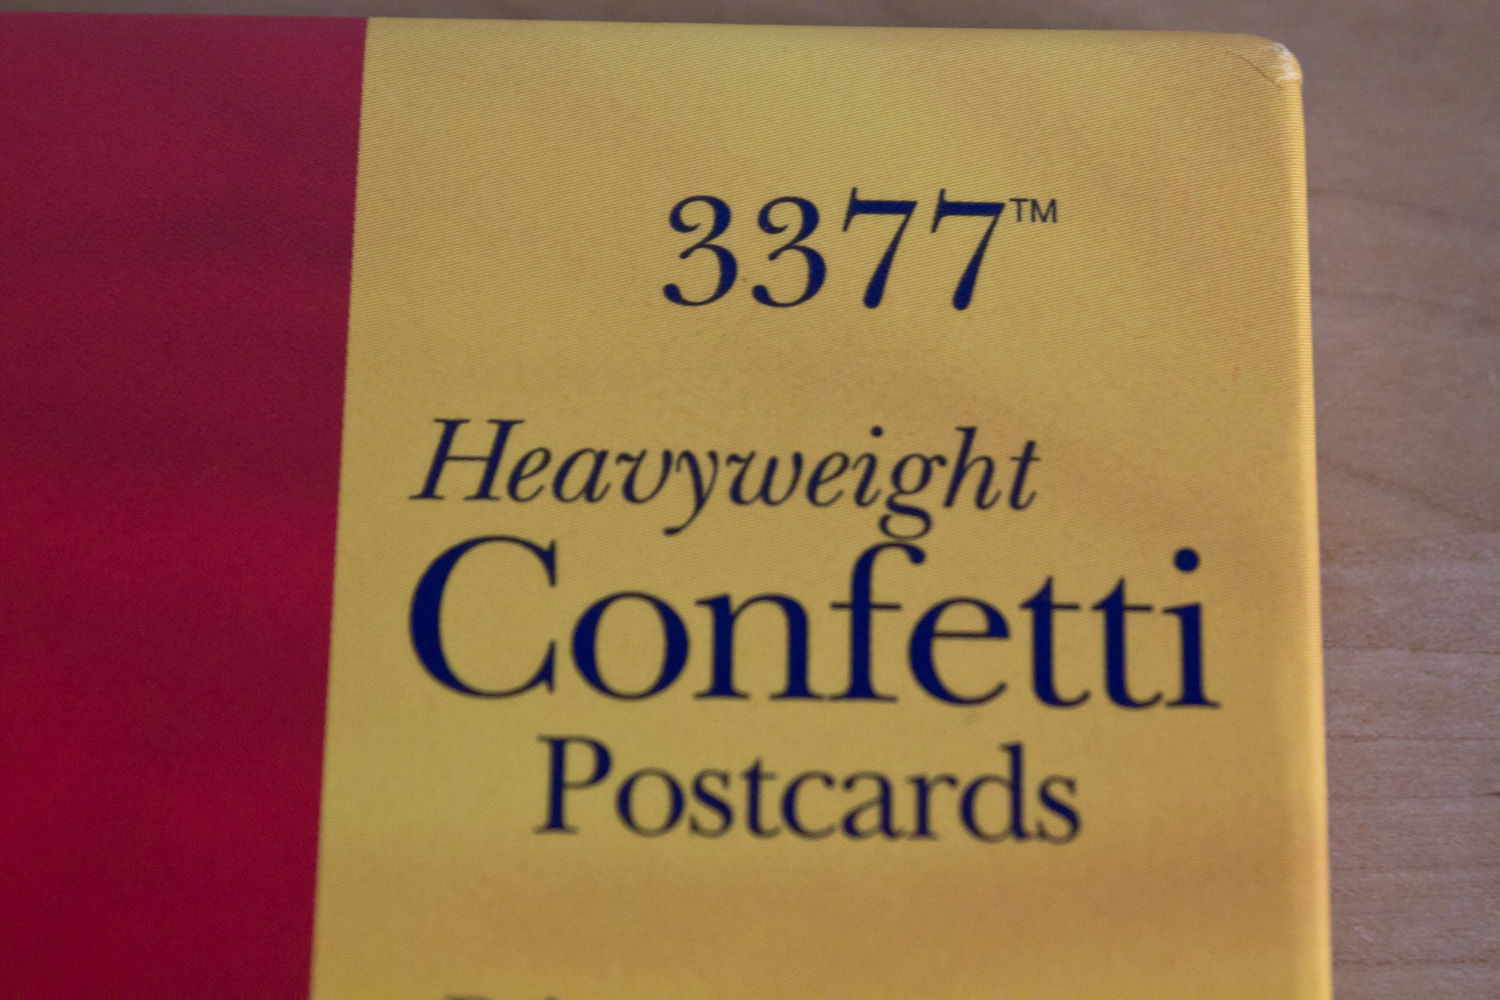 3377™
Heavyweight
Confetti
Postcards